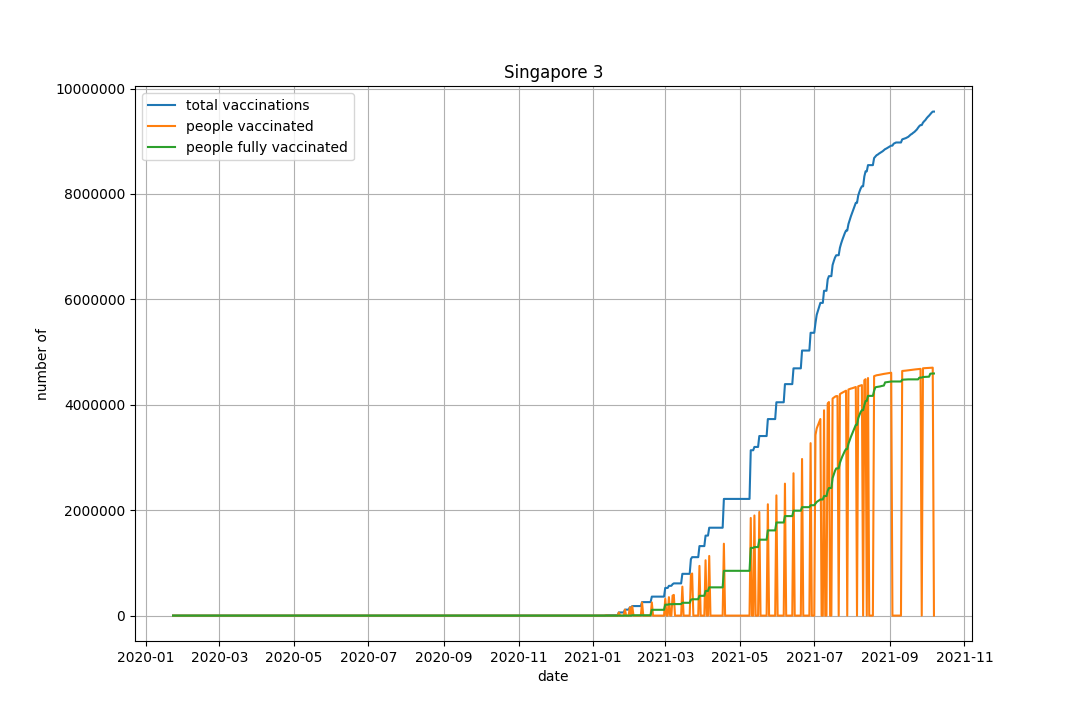 Singapore 3
total vaccinations
people vaccinated
people fully vaccinated
number of
10000000
8000000
6000000
4000000
2000000
0
2020-01 2020-03 2020-05 2020-07 2020-09 2020-11 2021-01 2021-03 2021-05 2021-07 2021-09 2021-11
date